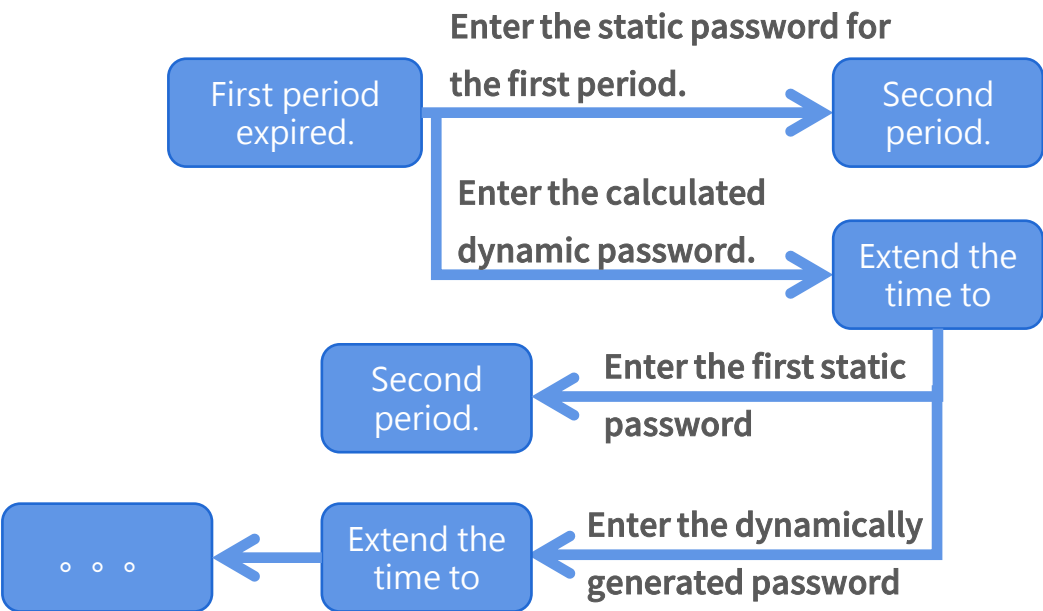 Enter the static password for
the first period.
First period
expired.
Second
period.
Enter the calculated
dynamic password.
Extend the
time to
Second
period.
Enter the first static
password
。。。
Extend the
time to
Enter the dynamically
generated password